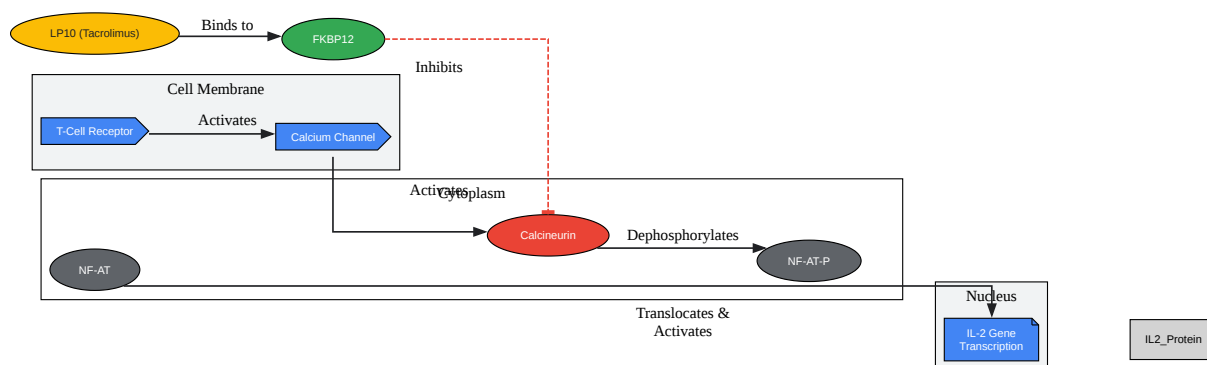 LP10 (Tacrolimus)
Binds to
FKBP12
Inhibits
Cell Membrane
T-Cell Receptor
Activates
Calcium Channel
Activates
Cytoplasm
Calcineurin
Dephosphorylates
NF-AT-P
NF-AT
Translocates &
Activates
Nucleus
IL-2 Gene
Transcription
IL2_Protein